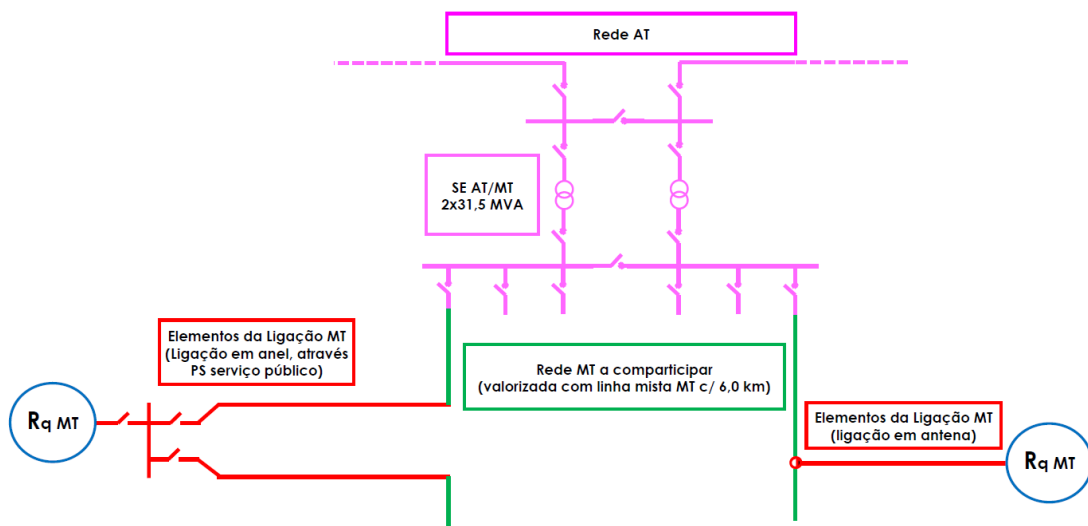 Rede AT
SE AT/MT
2x31,5 MVA
Elementos da Ligação MT
(Ligação em anel, através
PS serviço público)
Rede MT a comparticipar
(valorizada com linha mista MT c/ 6,0 km)
Elementos da Ligação MT
(ligação em antena)
Rq MT
Rq MT